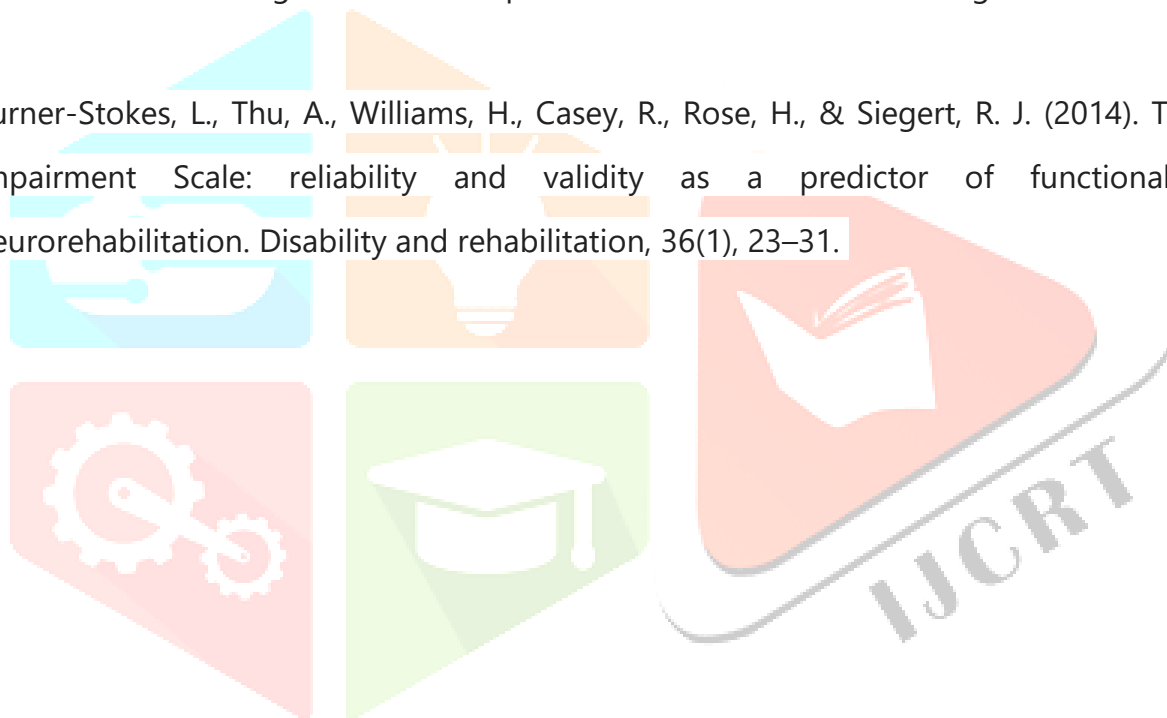 urner-Stokes, L., Thu, A., Williams, H., Casey, R., Rose, H., & Siegert, R. J. (2014). T
mpairment Scale: reliability and validity as a predictor of functional
eurorehabilitation. Disability and rehabilitation, 36(1), 23–31.
IJCRT